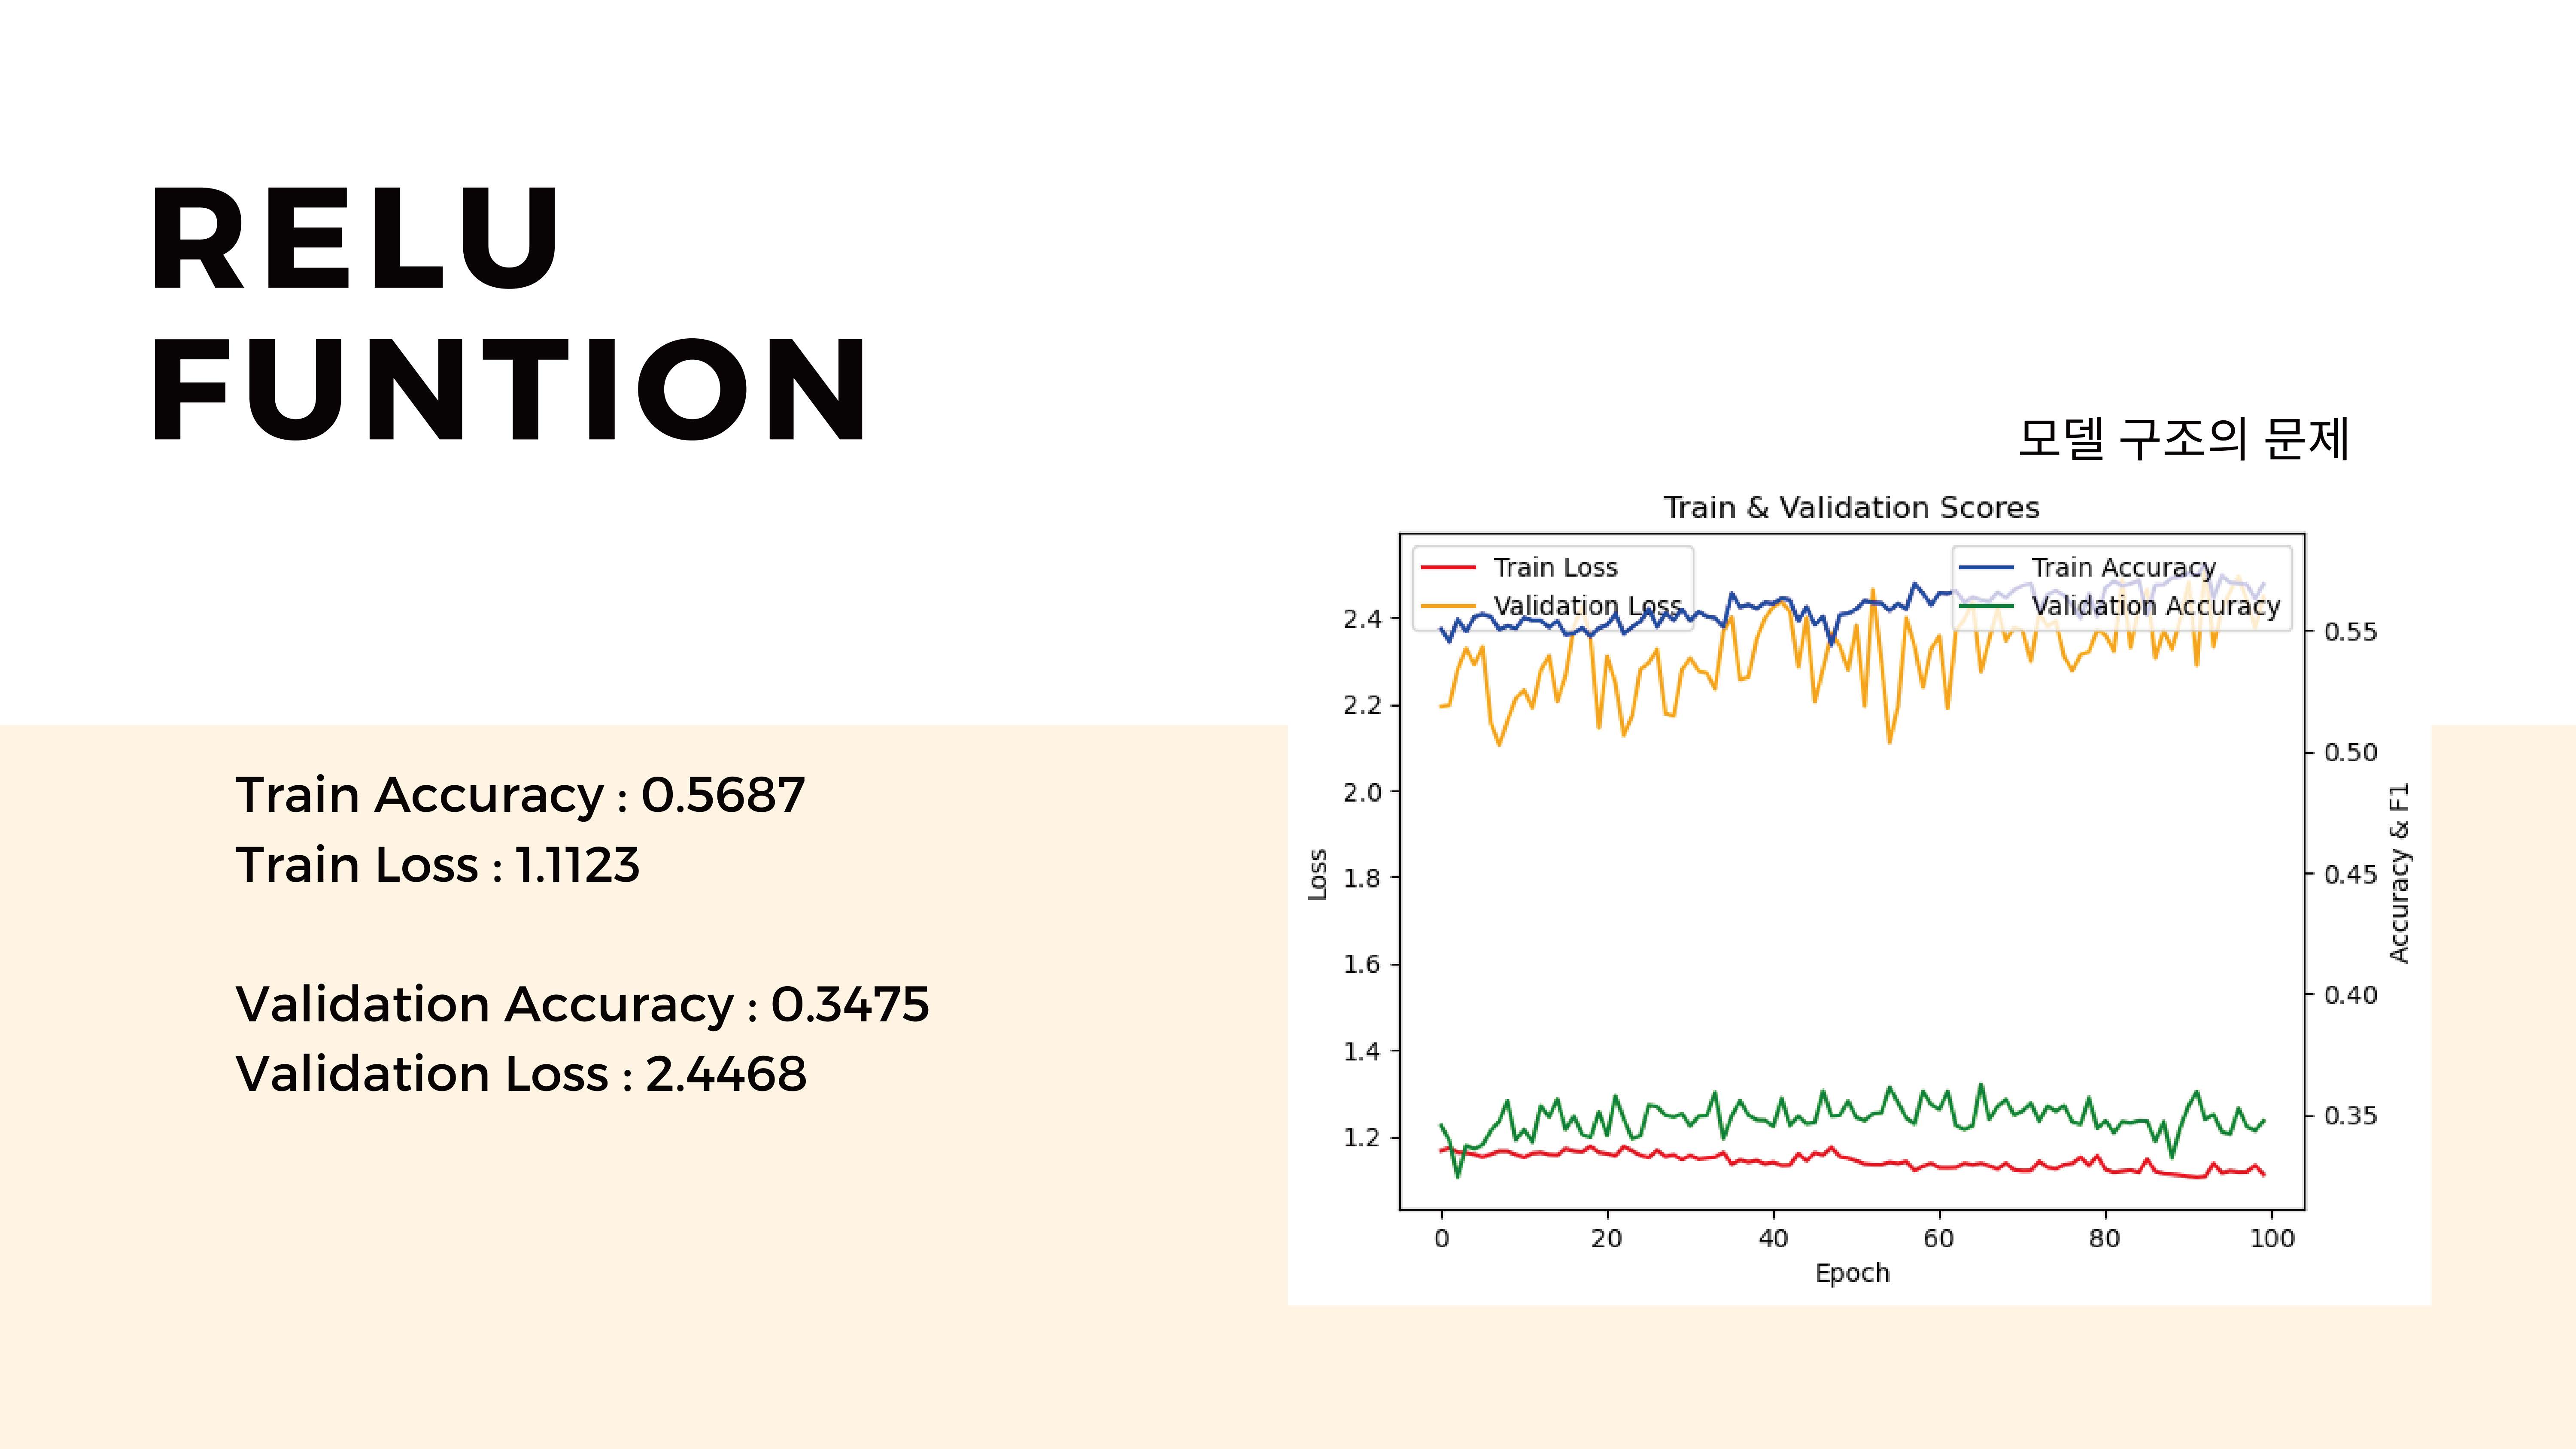 RELU
FUNTION
모델 구조의 문제
Train Accuracy : 0.5687
Train Loss : 1.1123
Validation Accuracy : 0.3475
Validation Loss : 2.4468
Train & Validation Scores
Train Loss
Validation Loss
Train Accuracy
Validation Accuracy
Loss
2.4
2.2
2.0
1.8
1.6
1.4
1.2
0.55
0.50
0.45
0.40
0.35
Accuracy & F1
0 20 40 60 80 100
Epoch